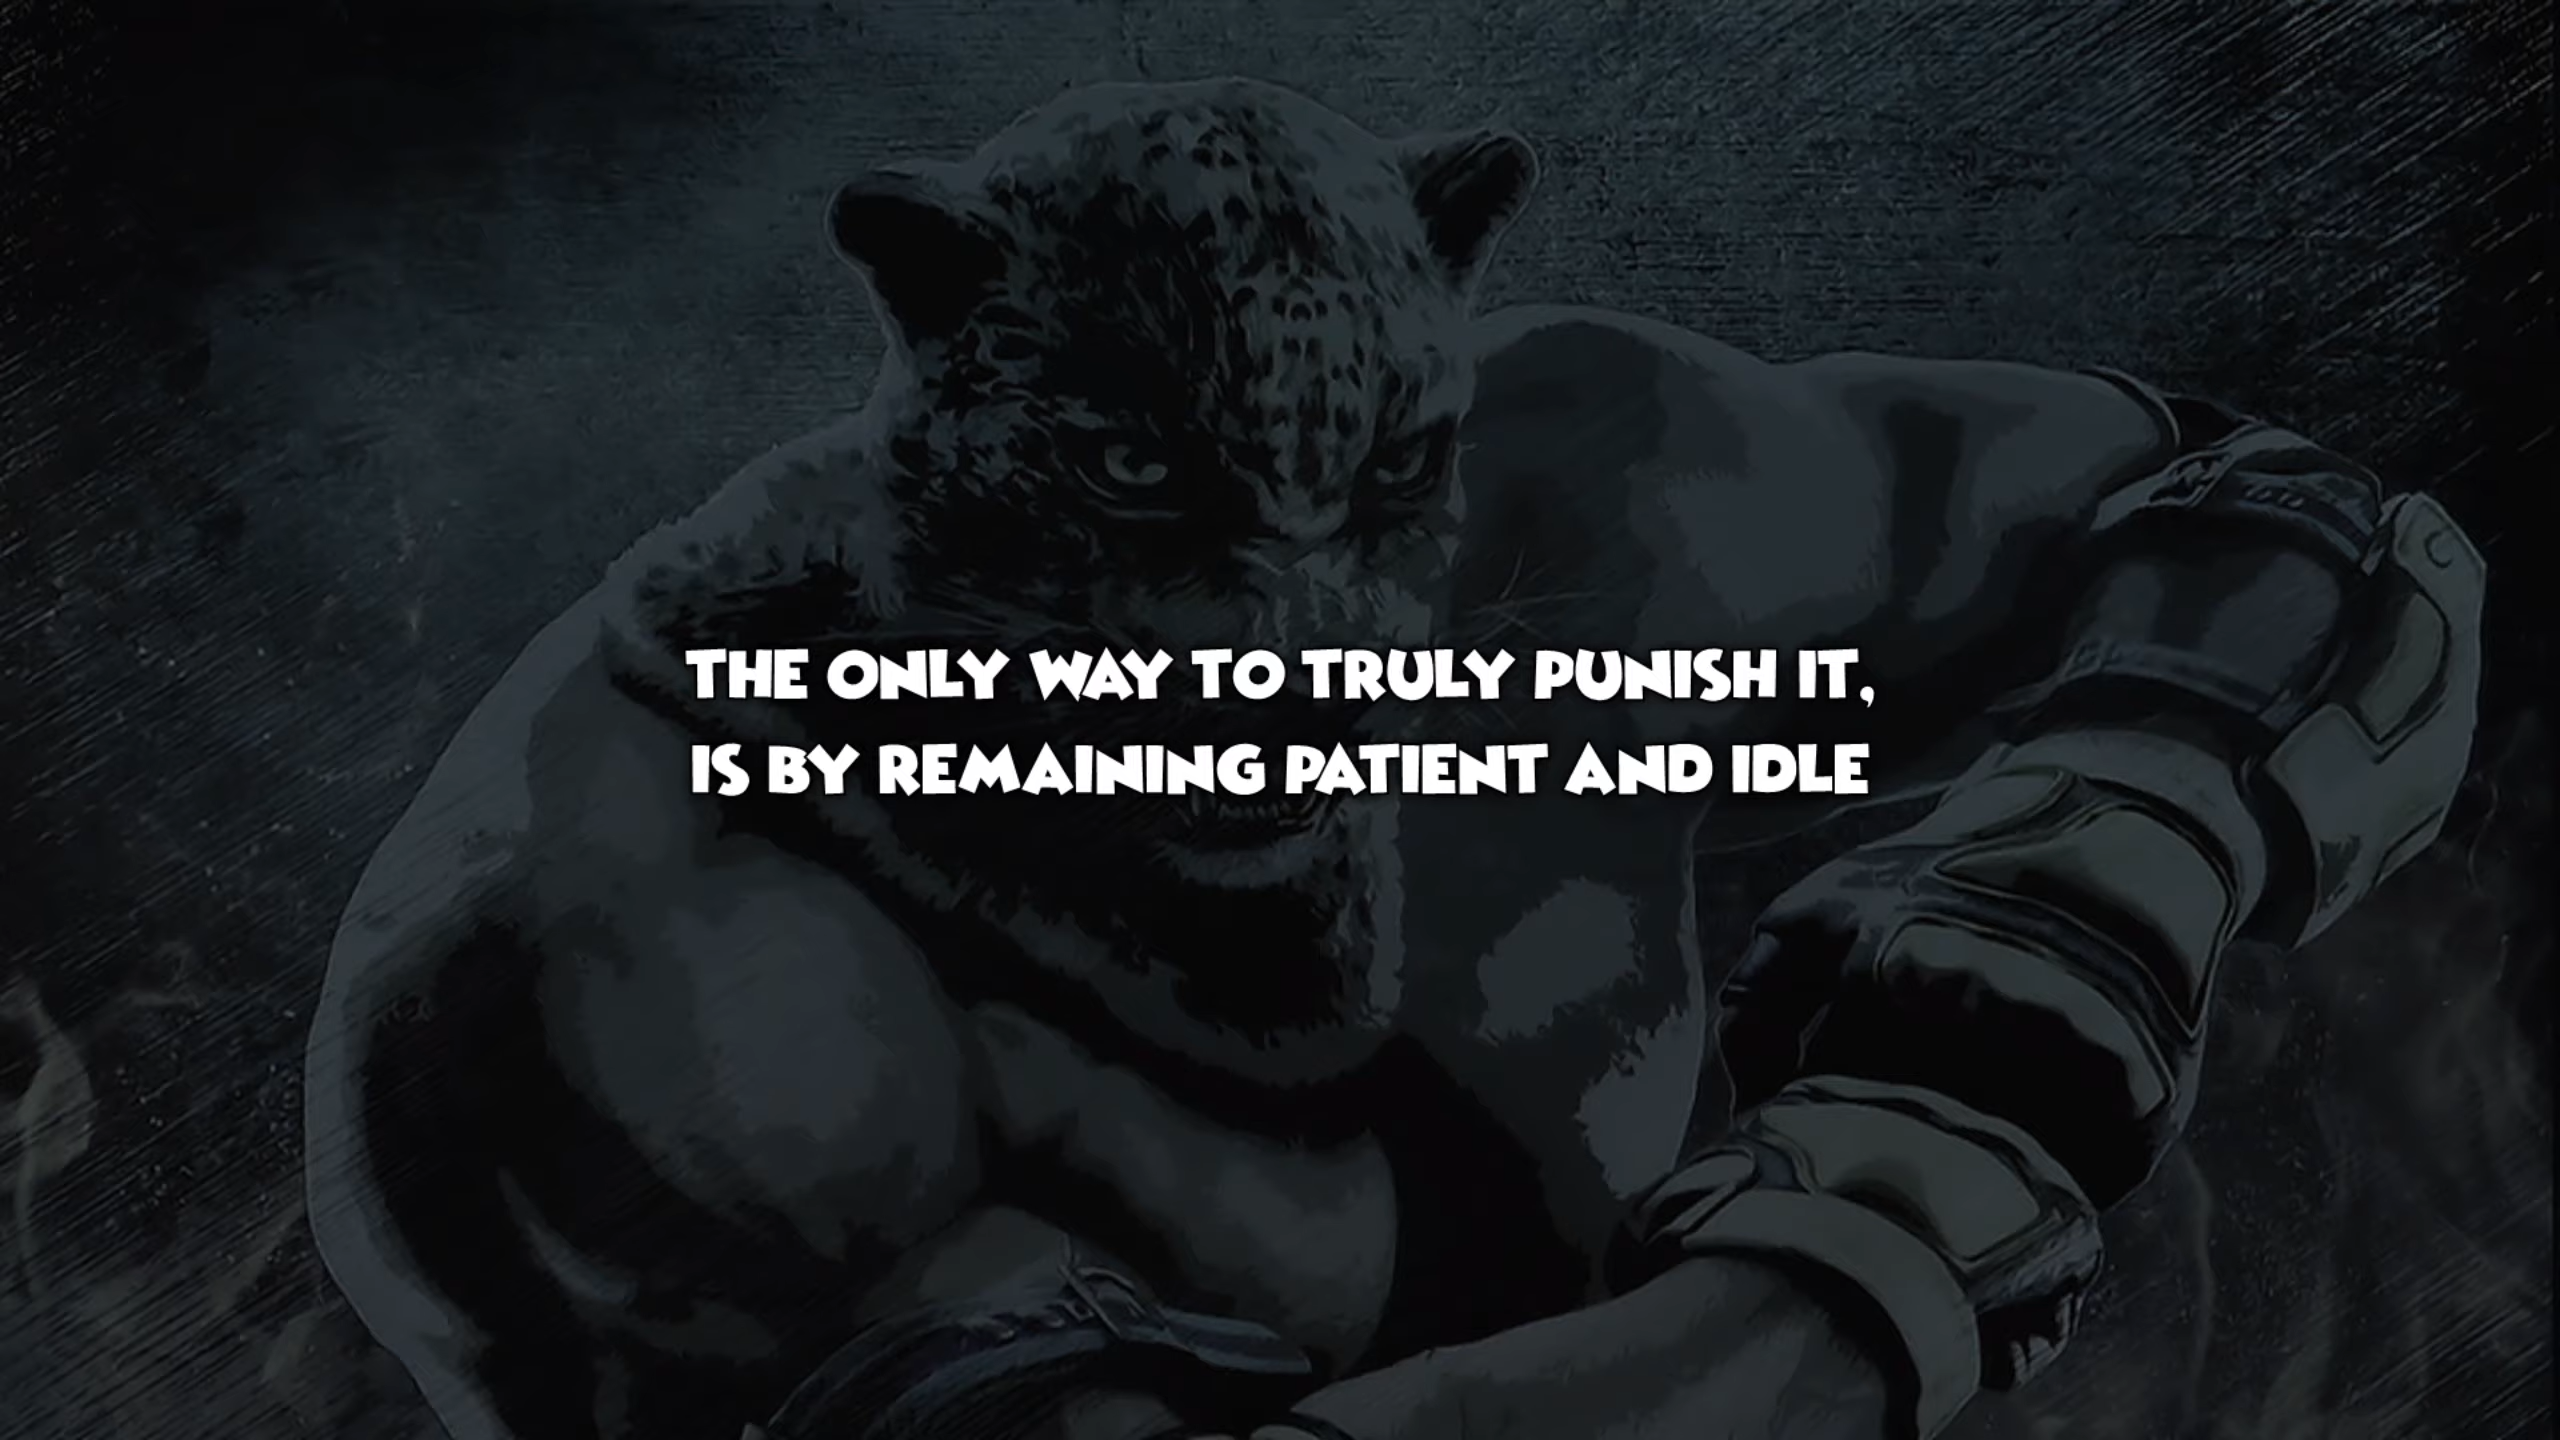 THE ONLY WAY TO TRULY PUNISH IT,
IS BY REMAINING PATIENT AND IDLE